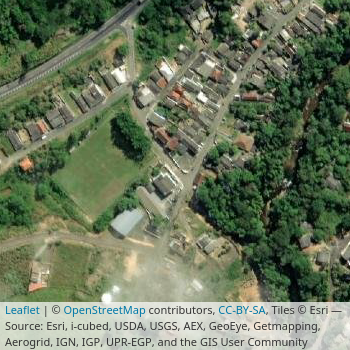 Leaflet | © OpenStreetMap contributors, CC-BY-SA, Tiles © Esri —
Source: Esri, i-cubed, USDA, USGS, AEX, GeoEye, Getmapping,
Aerogrid, IGN, IGP, UPR-EGP, and the GIS User Community